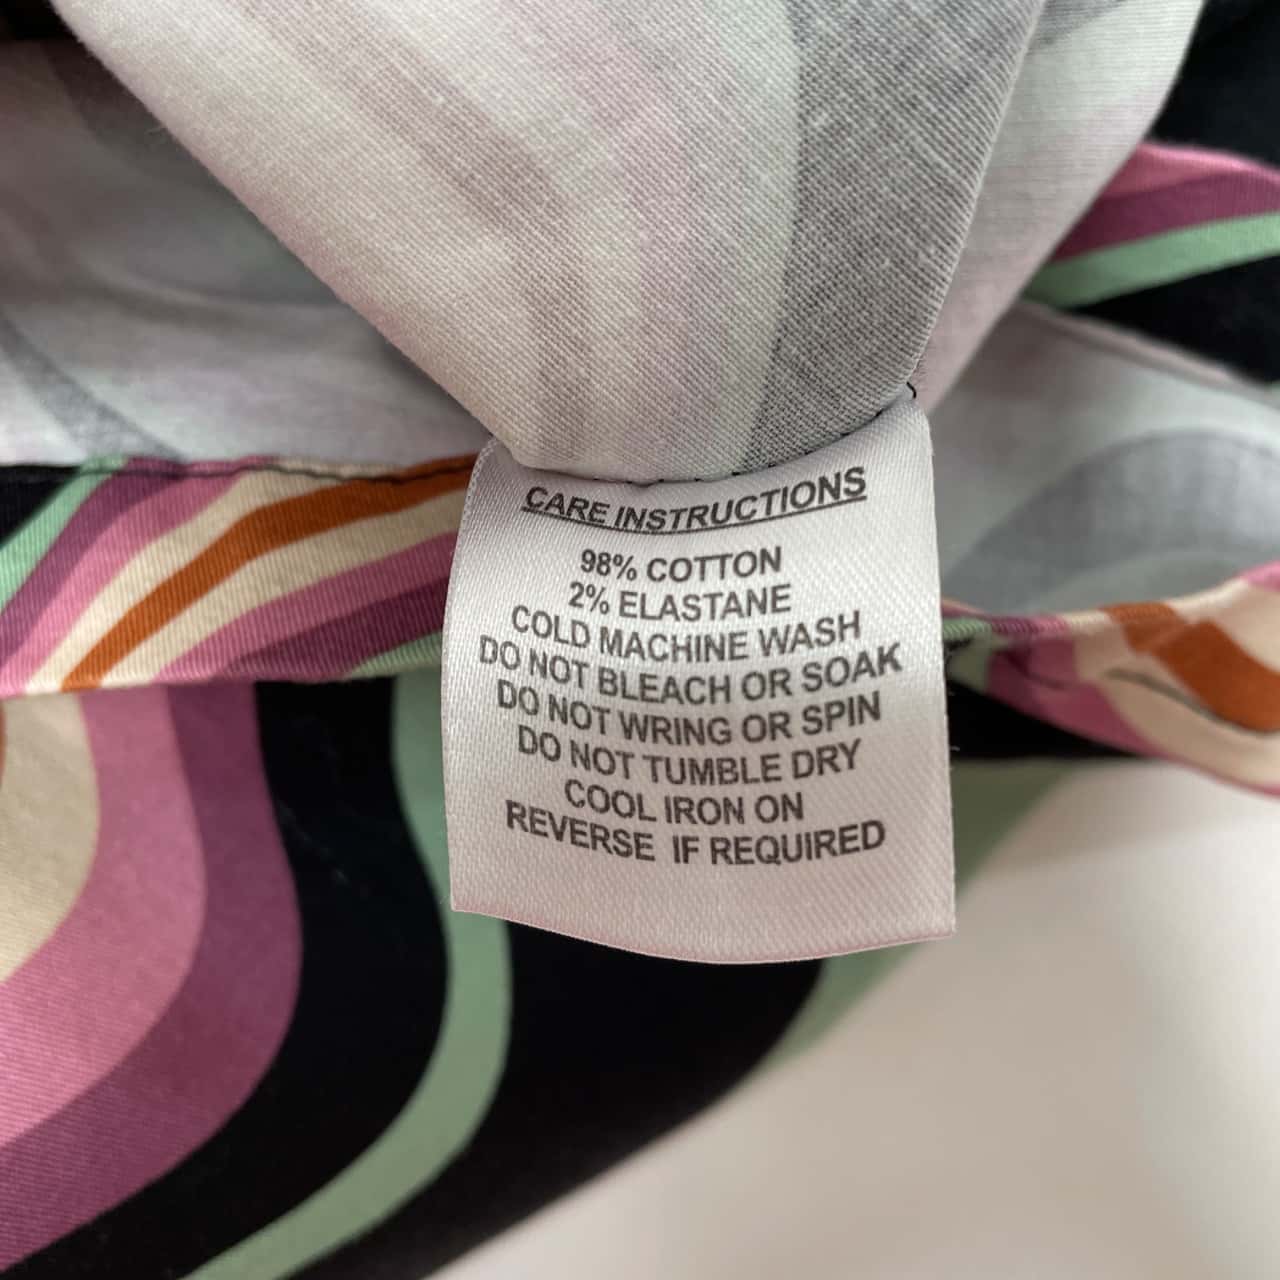 CARE INSTRUCTIONS
98% COTTON
2% ELASTANE
COLD MACHINE WASH
DO NOT BLEACH OR SOAK
DO NOT WRING OR SPIN
DO NOT TUMBLE DRY
COOL IRON ON
REVERSE IF REQUIRED